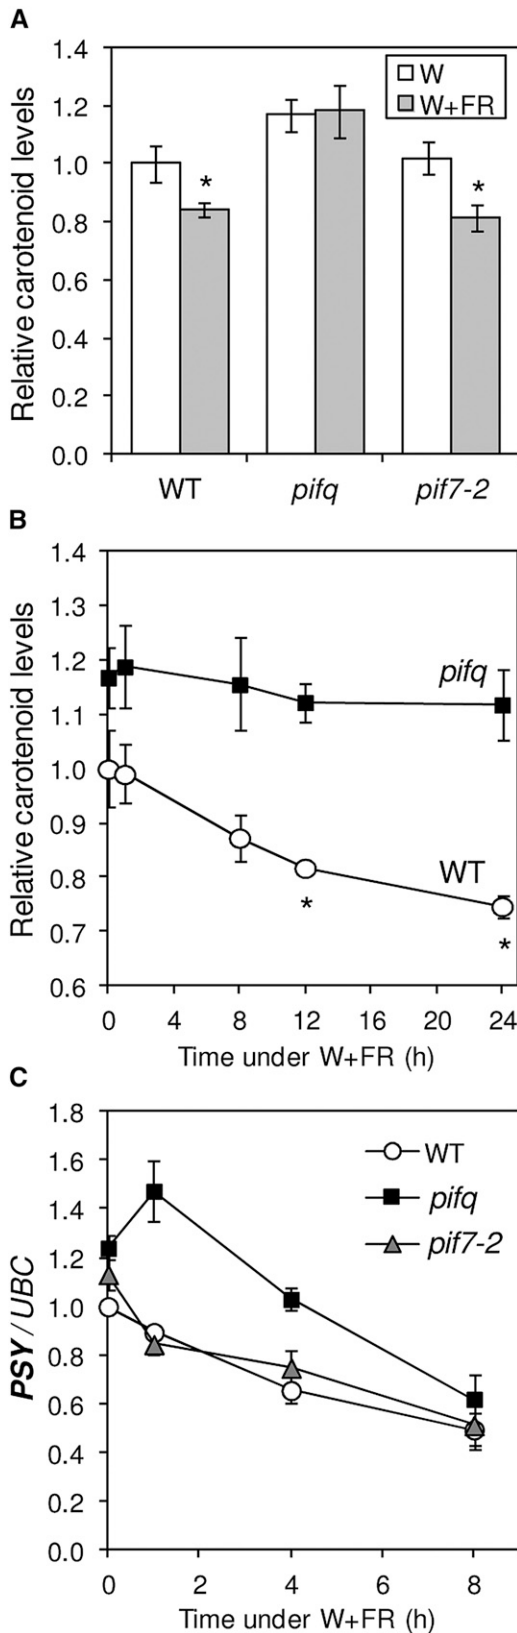 A
Relative carotenoid levels
1.4
1.2
1.0
0.8
0.6
0.4
0.2
0.0
W
W+FR
*
*
WT
pifq
pif7-2
B
Relative carotenoid levels
1.4
1.3
1.2
1.1
1.0
0.9
0.8
0.7
0.6
pifq
WT
*
*
0 4 8 12 16 20 24
Time under W+FR (h)
C
PSY / UBC
1.8
1.6
1.4
1.2
1.0
0.8
0.6
0.4
0.2
0.0
WT
pifq
pif7-2
0 2 4 6 8
Time under W+FR (h)